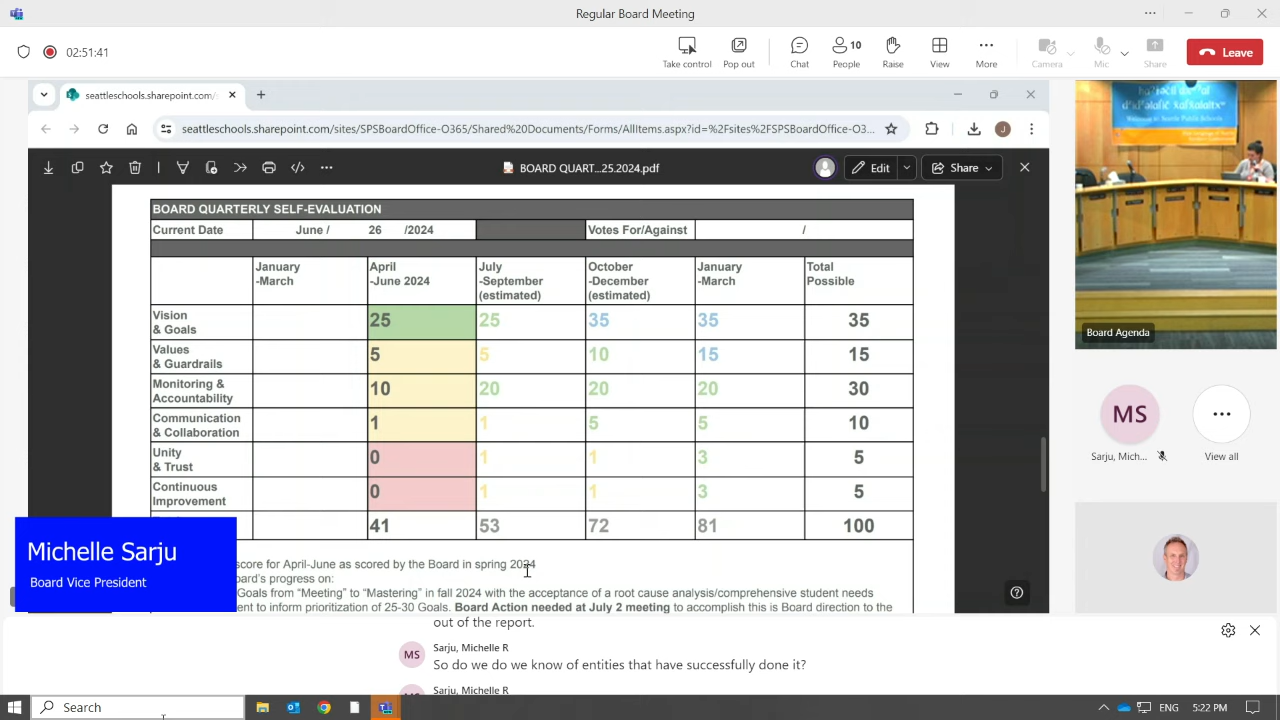 Regular Board Meeting
02:51:41
Take control
Pop out
Chat
10
People
Raise
View
More
Camera
Mic
Share
Leave
seattleschools.sharepoint.com/
seattleschools.sharepoint.com/sites/SPSBoardOffice-O365/Shared%20Documents/Forms/AllItems.aspx?id=%2Fsites%2FSPSBoardOffice-O3...
J
BOARD QUART...25.2024.pdf
Edit
Share
BOARD QUARTERLY SELF-EVALUATION
Current Date June / 26 /2024 Votes For/Against /
January -March April -June 2024 July -September (estimated) October -December (estimated) January -March Total Possible
Vision & Goals 25 25 35 35 35
Values & Guardrails 5 5 10 15 15
Monitoring & Accountability 10 20 20 20 30
Communication & Collaboration 1 1 5 5 10
Unity & Trust 0 1 1 3 5
Continuous Improvement 0 1 1 3 5
41 53 72 81 100
score for April-June as scored by the Board in spring 2024
oard's progress on:
Goals from “Meeting” to “Mastering” in fall 2024 with the acceptance of a root cause analysis/comprehensive student needs
ent to inform prioritization of 25-30 Goals. Board Action needed at July 2 meeting to accomplish this is Board direction to the
Michelle Sarju
Board Vice President
Welcome to Seattle Public Schools
Board Agenda
MS
Sarju, Mich...
View all
out of the report.
MS
Sarju, Michelle R
So do we do we know of entities that have successfully done it?
Sarju, Michelle R
Search
ENG
5:22 PM